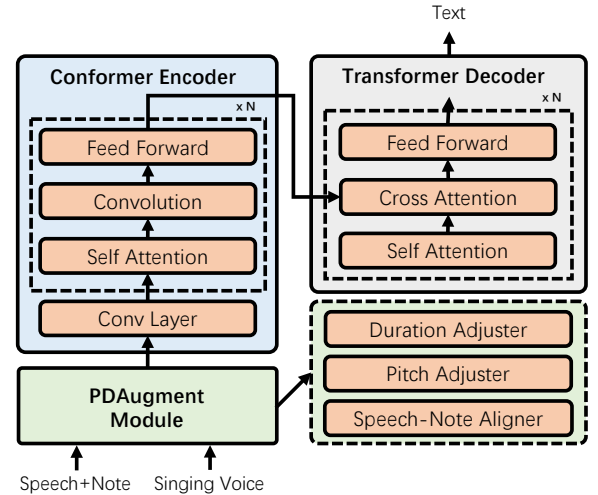 Text
Conformer Encoder
x N
Feed Forward
Convolution
Self Attention
Conv Layer
PDAugment
Module
Speech+Note
Singing Voice
Transformer Decoder
x N
Feed Forward
Cross Attention
Self Attention
Duration Adjuster
Pitch Adjuster
Speech-Note Aligner